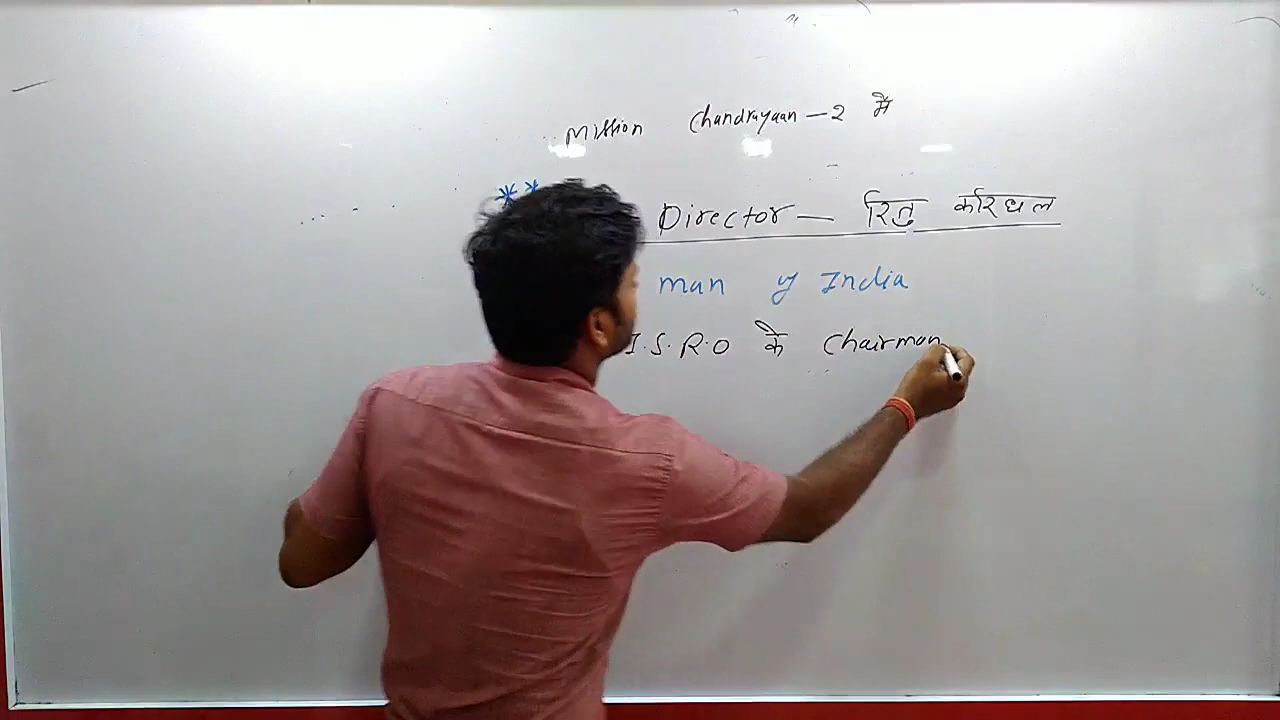 Mission Chandrayaan - 2 में
** Director — रितु करिधल
man of India
I.S.R.O के Chairman